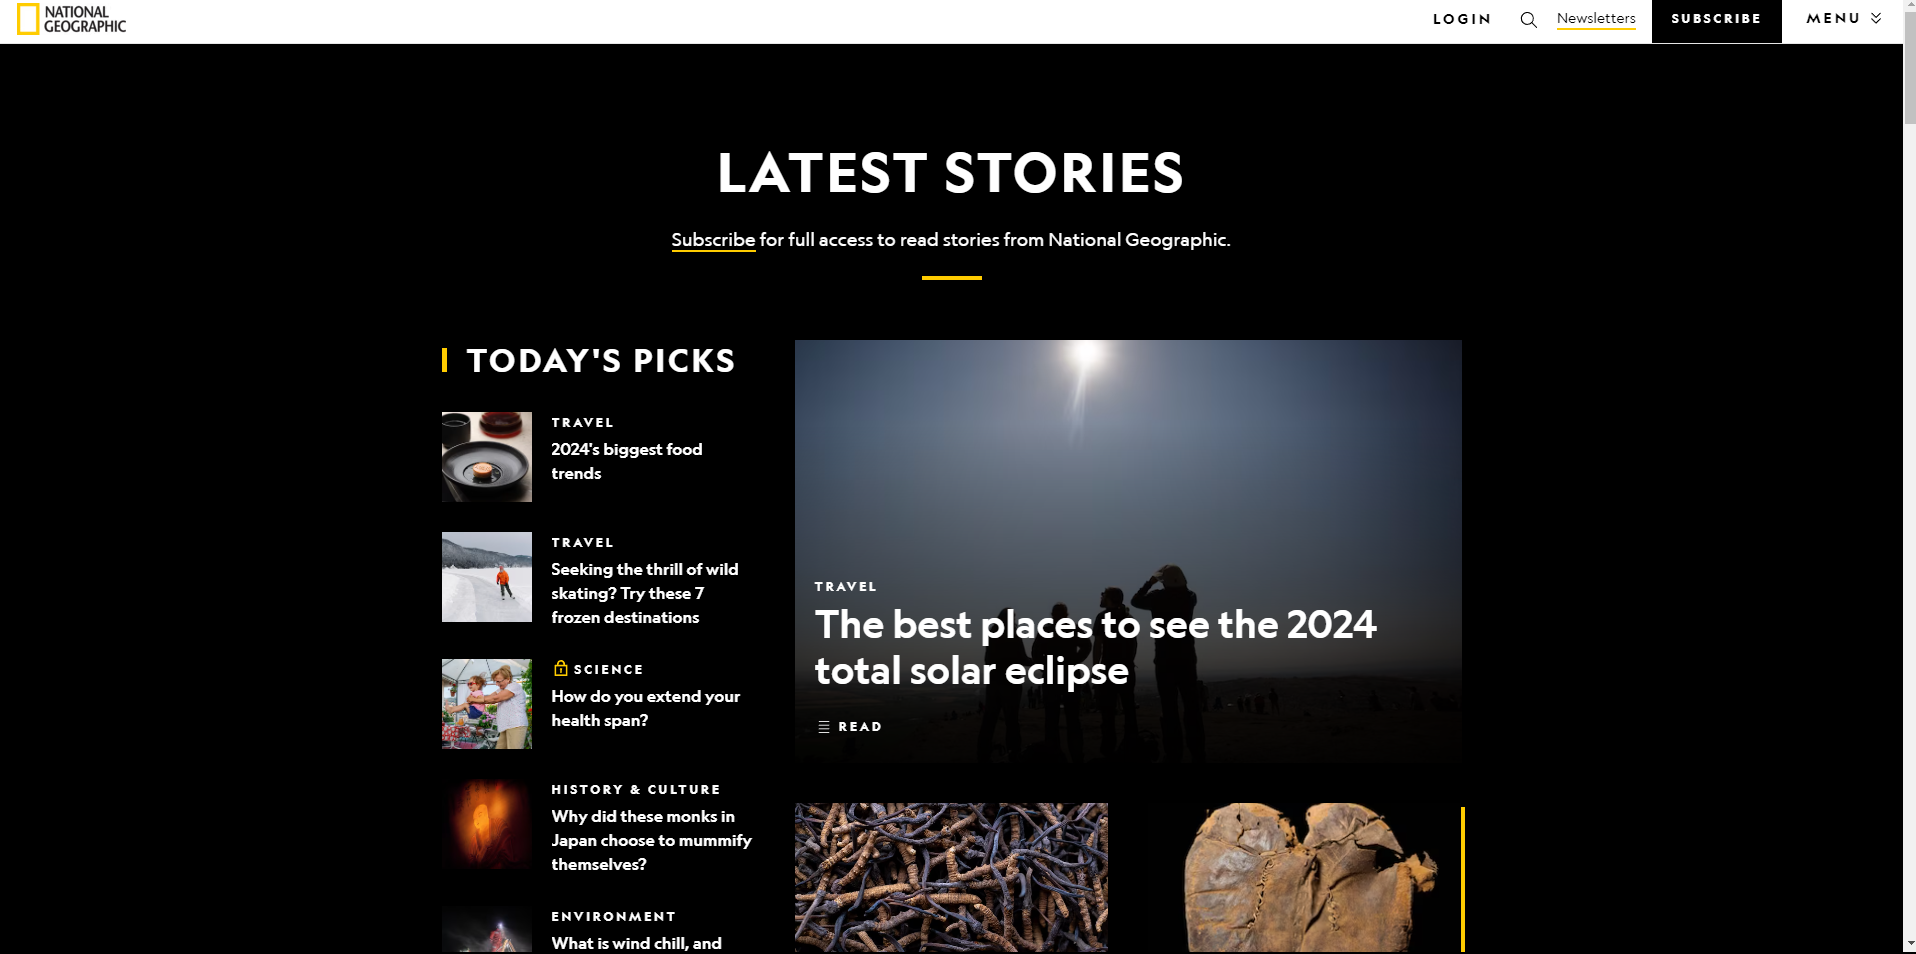 NATIONAL
GEOGRAPHIC
LOGIN
Newsletters
SUBSCRIBE
MENU
LATEST STORIES
Subscribe for full access to read stories from National Geographic.
TODAY'S PICKS
TRAVEL
2024's biggest food
trends
TRAVEL
Seeking the thrill of wild
skating? Try these 7
frozen destinations
SCIENCE
How do you extend your
health span?
HISTORY & CULTURE
Why did these monks in
Japan choose to mummify
themselves?
ENVIRONMENT
What is wind chill, and
TRAVEL
The best places to see the 2024
total solar eclipse
READ